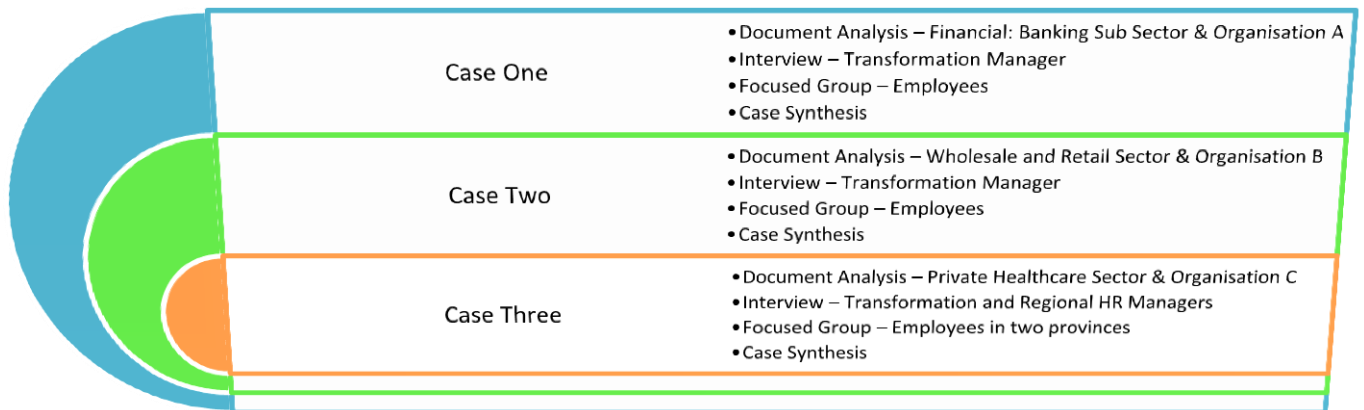 Case One
•Document Analysis – Financial: Banking Sub Sector & Organisation A
•Interview – Transformation Manager
•Focused Group – Employees
•Case Synthesis
Case Two
•Document Analysis – Wholesale and Retail Sector & Organisation B
•Interview – Transformation Manager
•Focused Group – Employees
•Case Synthesis
Case Three
•Document Analysis – Private Healthcare Sector & Organisation C
•Interview – Transformation and Regional HR Managers
•Focused Group – Employees in two provinces
•Case Synthesis